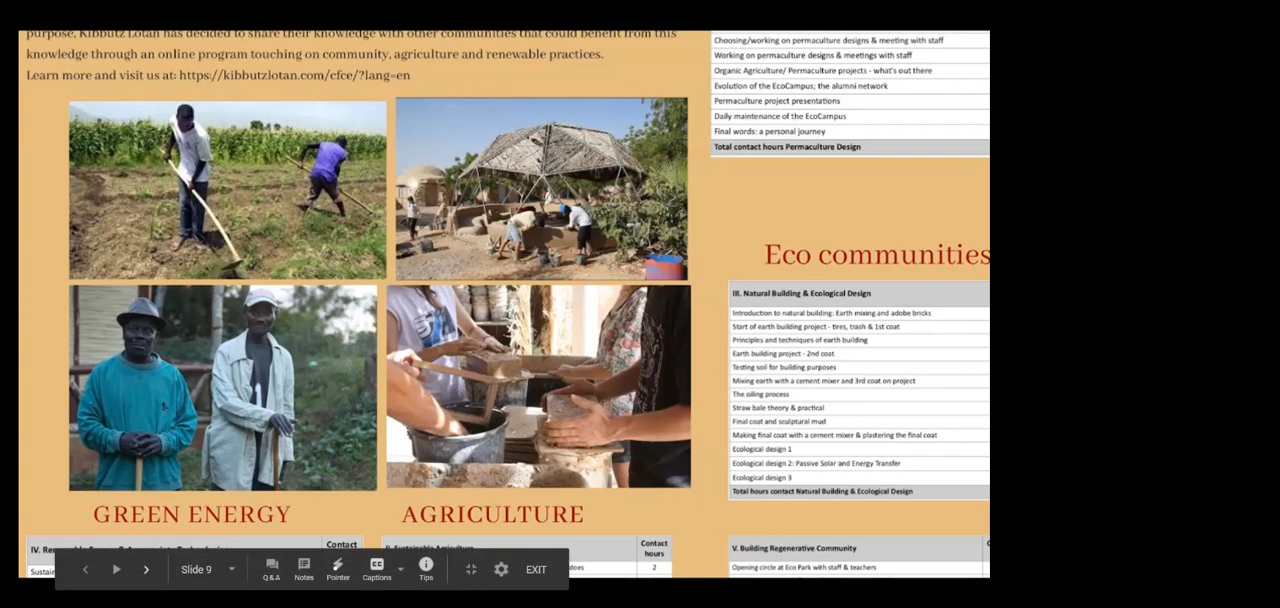 purpose, Kibbutz Lotan has decided to share their knowledge with other communities that could benefit from this
knowledge through an online program touching on community, agriculture and renewable practices.
Learn more and visit us at: https://kibbutzlotan.com/cfce/?lang=en
Choosing/working on permaculture designs & meeting with staff
Working on permaculture designs & meetings with staff
Organic Agriculture/ Permaculture projects - what's out there
Evolution of the EcoCampus; the alumni network
Permaculture project presentations
Daily maintenance of the EcoCampus
Final words: a personal journey
Total contact hours Permaculture Design
Eco communities
III. Natural Building & Ecological Design
Introduction to natural building: Earth mixing and adobe bricks
Start of earth building project - tires, trash & 1st coat
Principles and techniques of earth building
Earth building project - 2nd coat
Testing soil for building purposes
Mixing earth with a cement mixer and 3rd coat on project
The oiling process
Straw bale theory & practical
Final coat and sculptural mud
Making final coat with a cement mixer & plastering the final coat
Ecological design 1
Ecological design 2: Passive Solar and Energy Transfer
Ecological design 3
Total hours contact Natural Building & Ecological Design
GREEN ENERGY
AGRICULTURE
Contact
Contact
hours
2
V. Building Regenerative Community
Opening circle at Eco Park with staff & teachers
Slide 9
Q&A
Notes
Pointer
Captions
Tips
EXIT